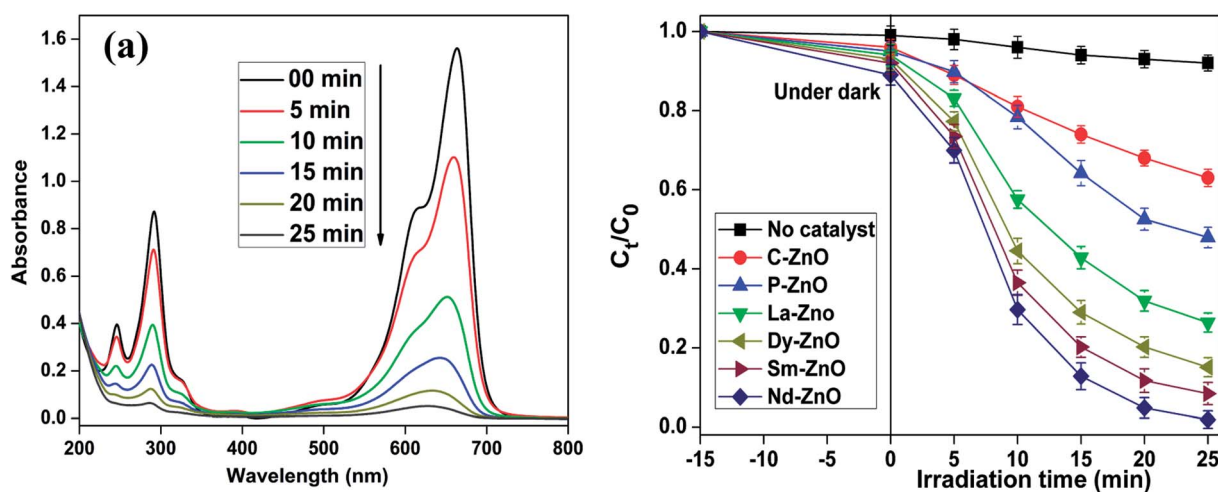 (a)
00 min
5 min
10 min
15 min
20 min
25 min
Absorbance
1.6
1.4
1.2
1.0
0.8
0.6
0.4
0.2
0.0
200 300 400 500 600 700 800
Wavelength (nm)
Under dark
No catalyst
C-ZnO
P-ZnO
La-Zno
Dy-ZnO
Sm-ZnO
Nd-ZnO
Ct/C0
1.0
0.8
0.6
0.4
0.2
0.0
-15 -10 -5 0 5 10 15 20 25
Irradiation time (min)